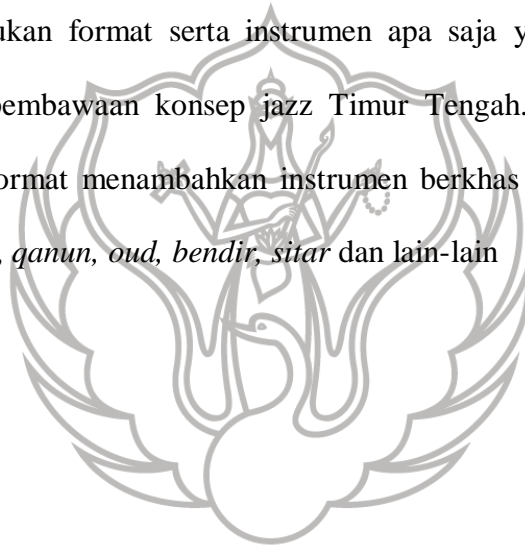 ukan format serta instrumen apa saja y
pembawaan konsep jazz Timur Tengah.
ormat menambahkan instrumen berkhas
, qanun, oud, bendir, sitar dan lain-lain